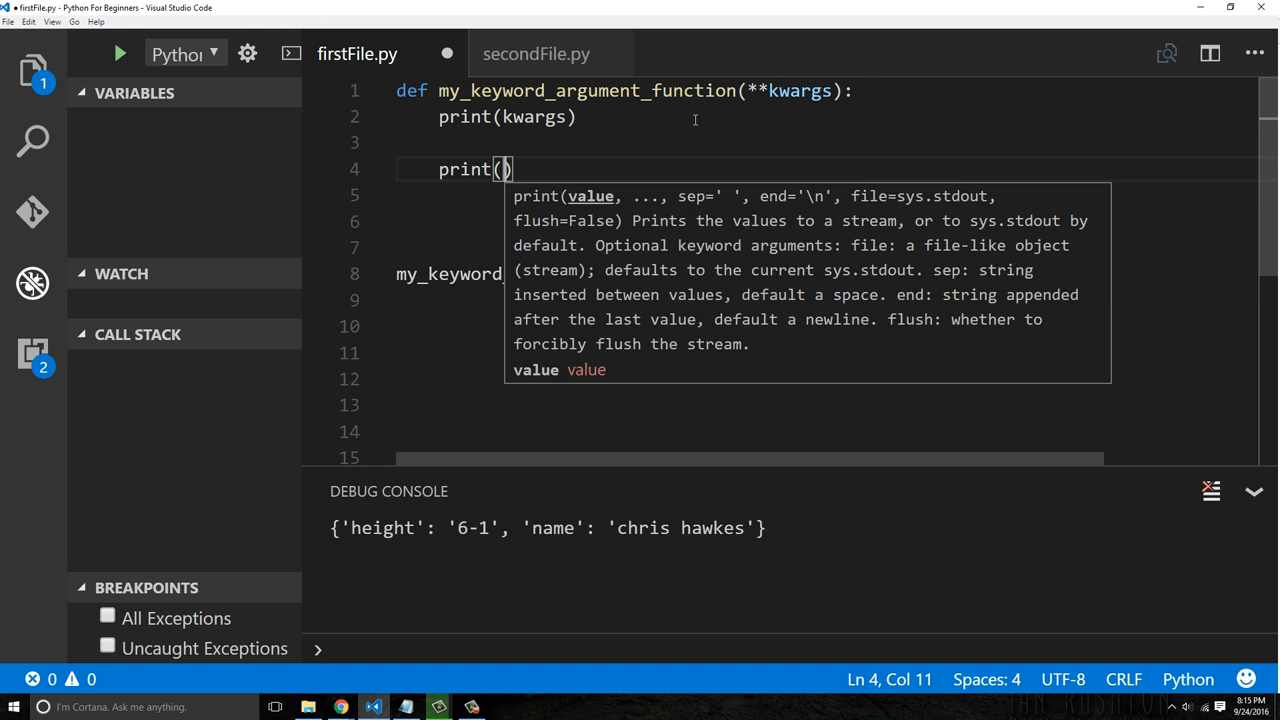 ● firstFile.py - Python For Beginners - Visual Studio Code
File Edit View Go Help
Python
firstFile.py
secondFile.py
1
VARIABLES
WATCH
CALL STACK
2
BREAKPOINTS
All Exceptions
Uncaught Exceptions
1 def my_keyword_argument_function(**kwargs):
2 print(kwargs)
3
4 print()
5
6
7
8 my_keyword_
9
10
11
12
13
14
15
print(value, ..., sep=' ', end='\n', file=sys.stdout,
flush=False) Prints the values to a stream, or to sys.stdout by
default. Optional keyword arguments: file: a file-like object
(stream); defaults to the current sys.stdout. sep: string
inserted between values, default a space. end: string appended
after the last value, default a newline. flush: whether to
forcibly flush the stream.
value value
DEBUG CONSOLE
{'height': '6-1', 'name': 'chris hawkes'}
0 0
Ln 4, Col 11 Spaces: 4 UTF-8 CRLF Python
I'm Cortana. Ask me anything.
8:15 PM
9/24/2016